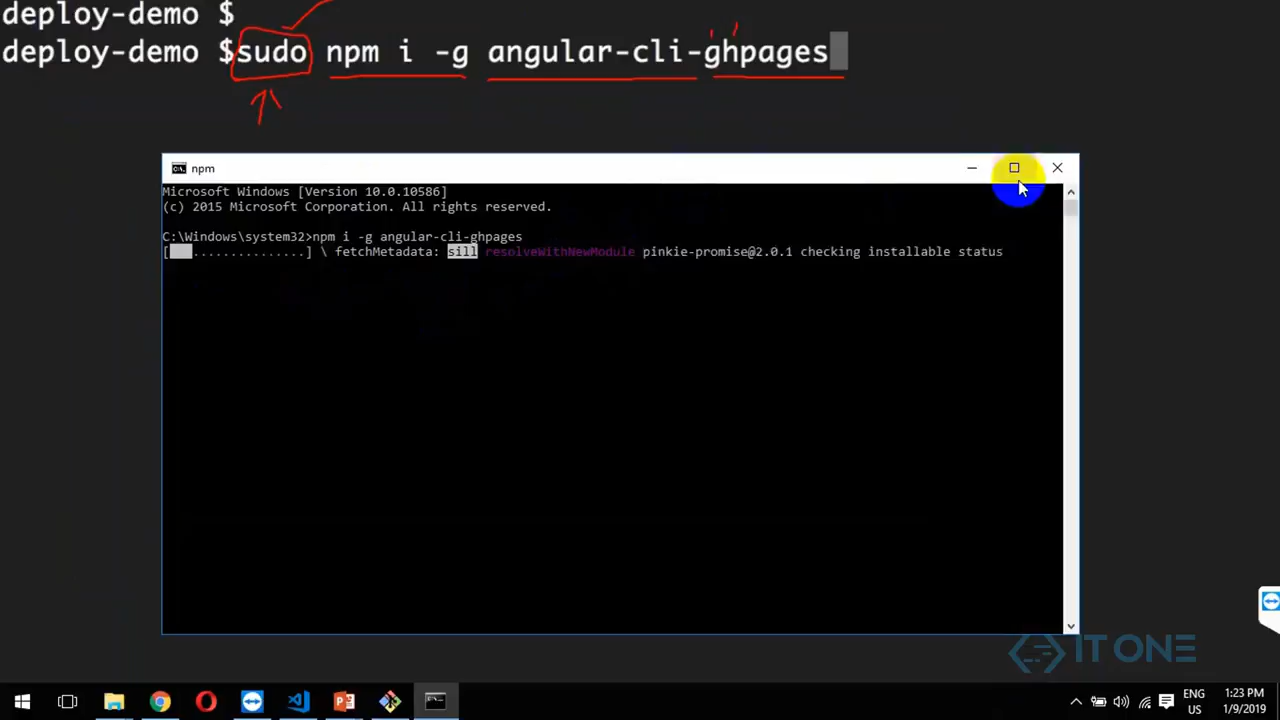 deploy-demo $
deploy-demo $sudo npm i -g angular-cli-ghpages
npm
Microsoft Windows [Version 10.0.10586]
(c) 2015 Microsoft Corporation. All rights reserved.
C:\Windows\system32>npm i -g angular-cli-ghpages
[   ...............] \ fetchMetadata: sill resolveWithNewModule pinkie-promise@2.0.1 checking installable status
IT ONE
ENG
US
1:23 PM
1/9/2019